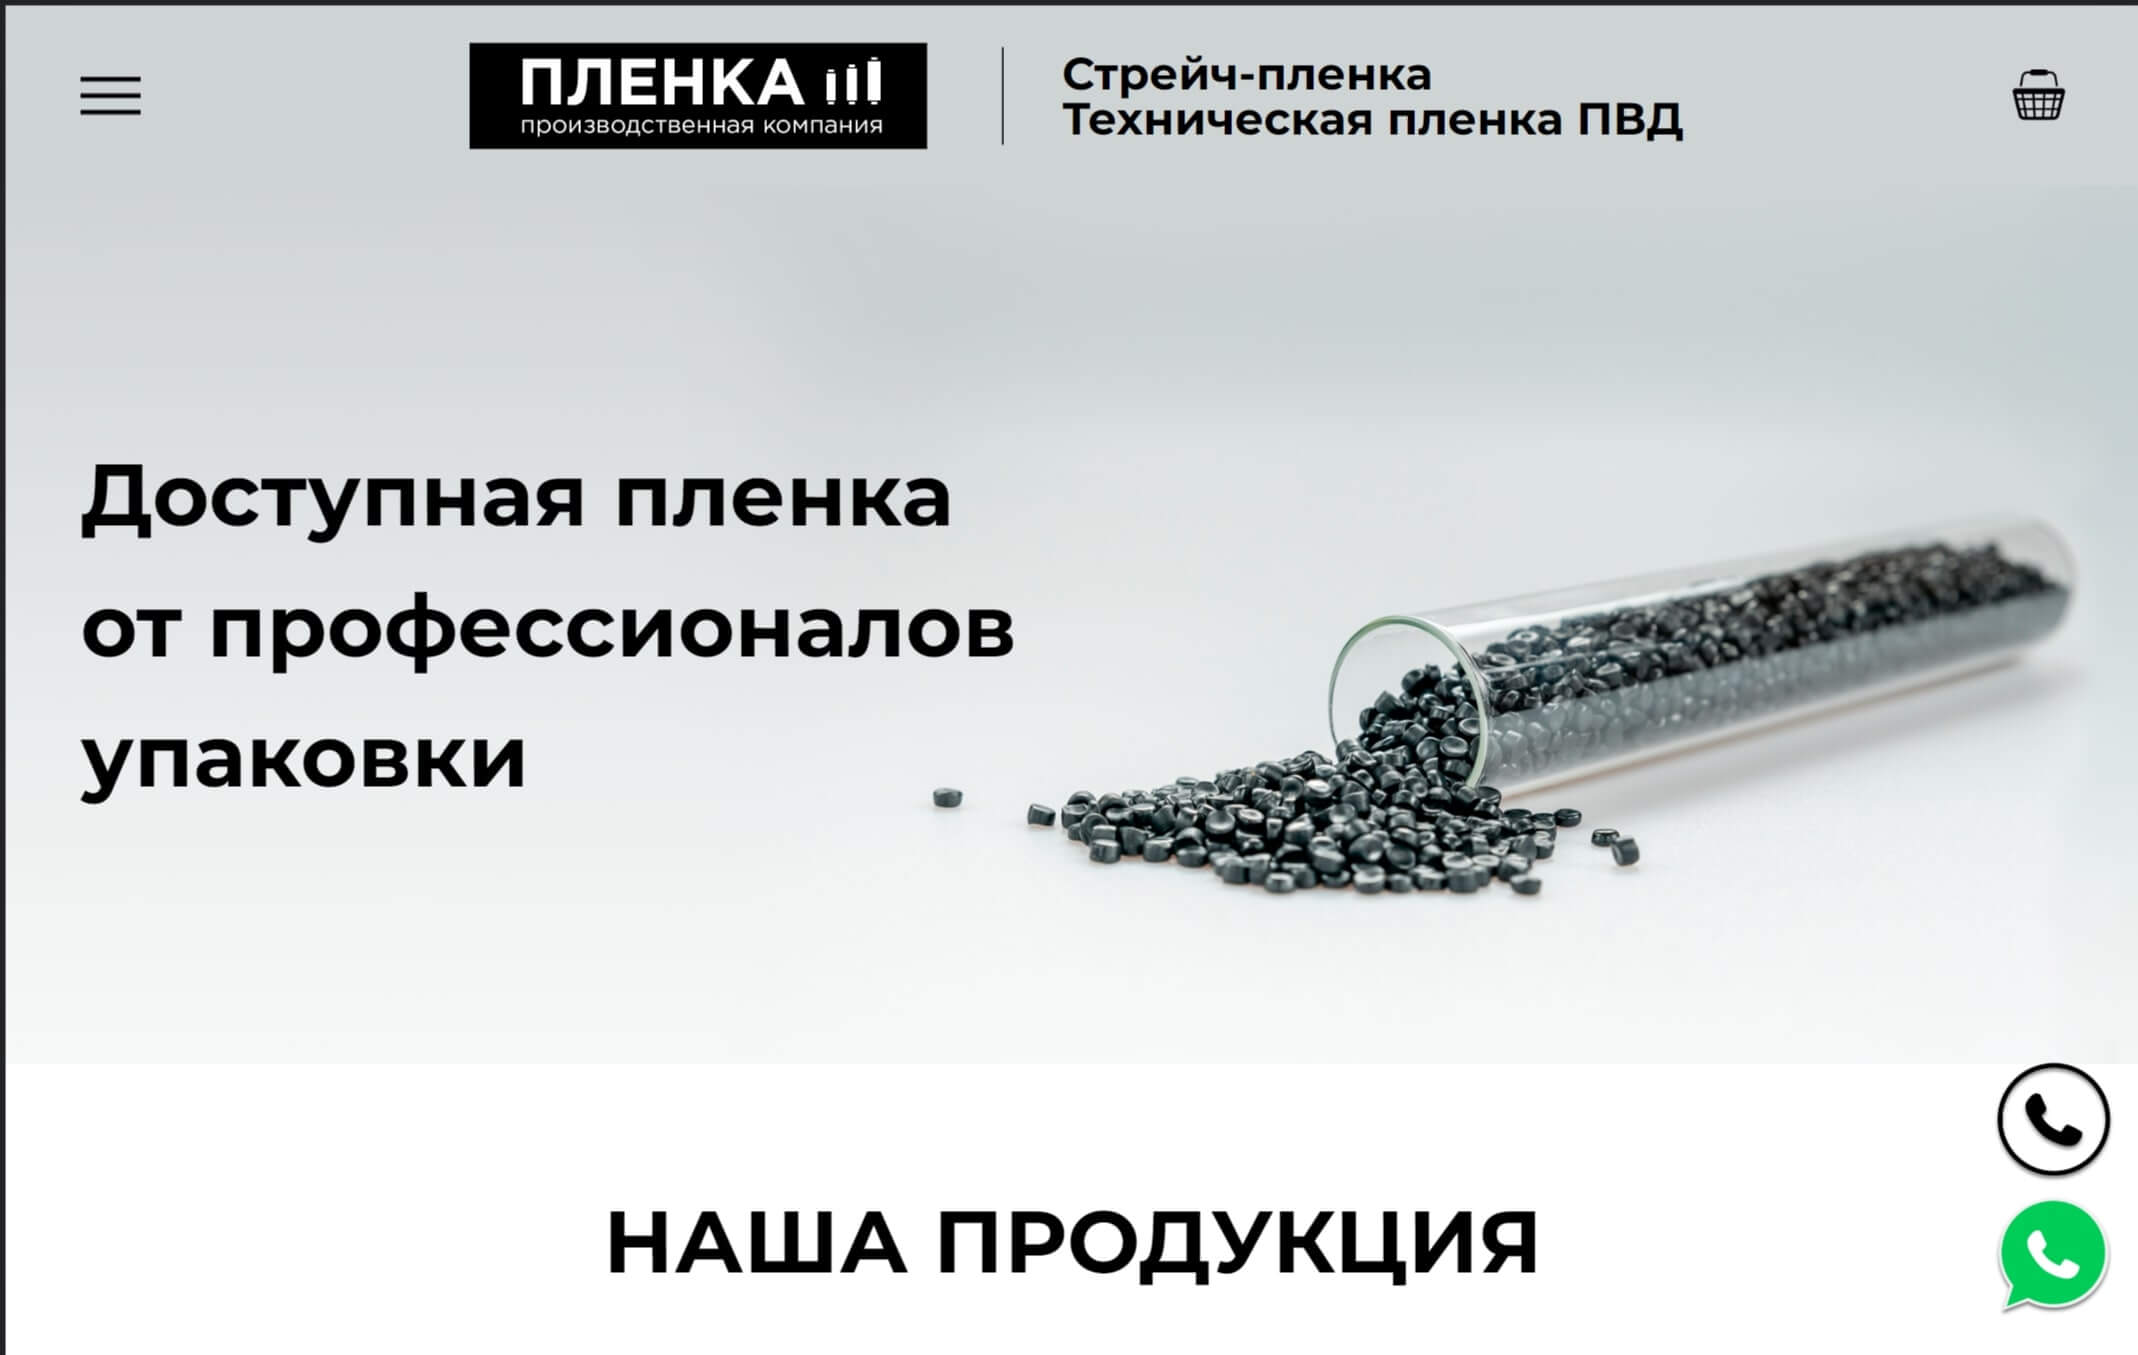 ПЛЕНКА
производственная компания
Стрейч-пленка
Техническая пленка ПВД
Доступная пленка
от профессионалов
упаковки
НАША ПРОДУКЦИЯ